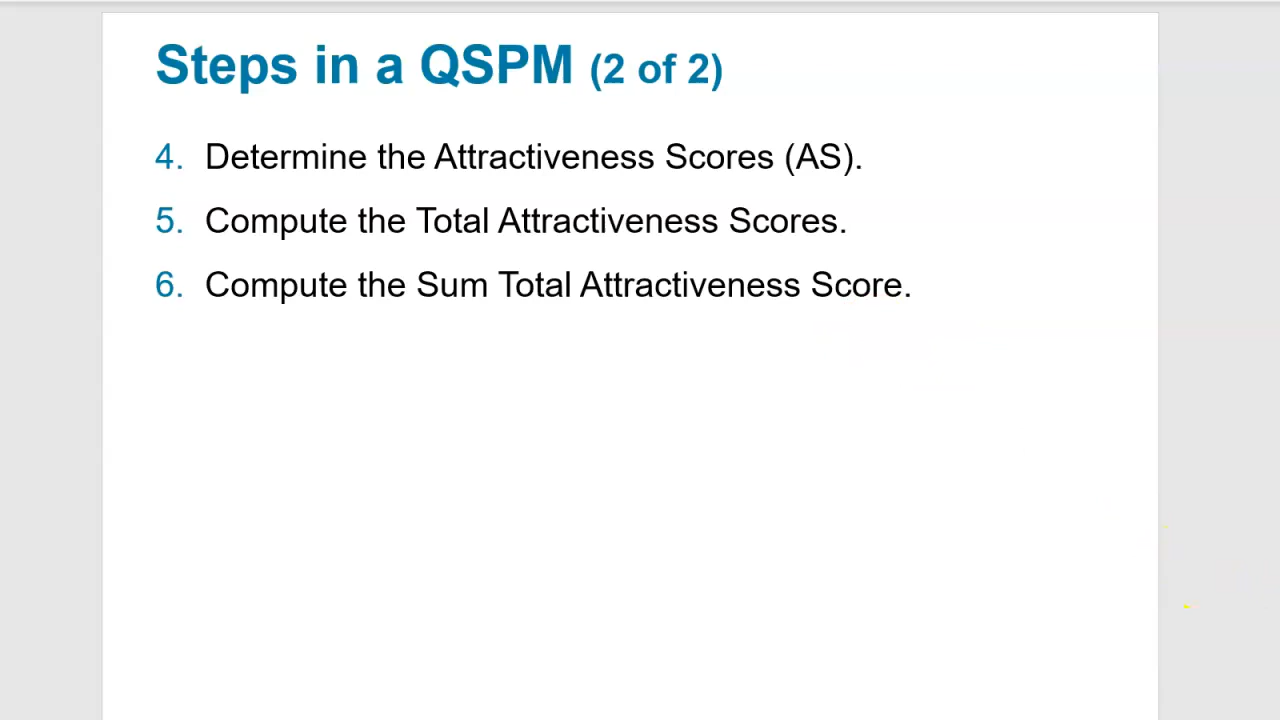 Steps in a QSPM (2 of 2)
4. Determine the Attractiveness Scores (AS).
5. Compute the Total Attractiveness Scores.
6. Compute the Sum Total Attractiveness Score.